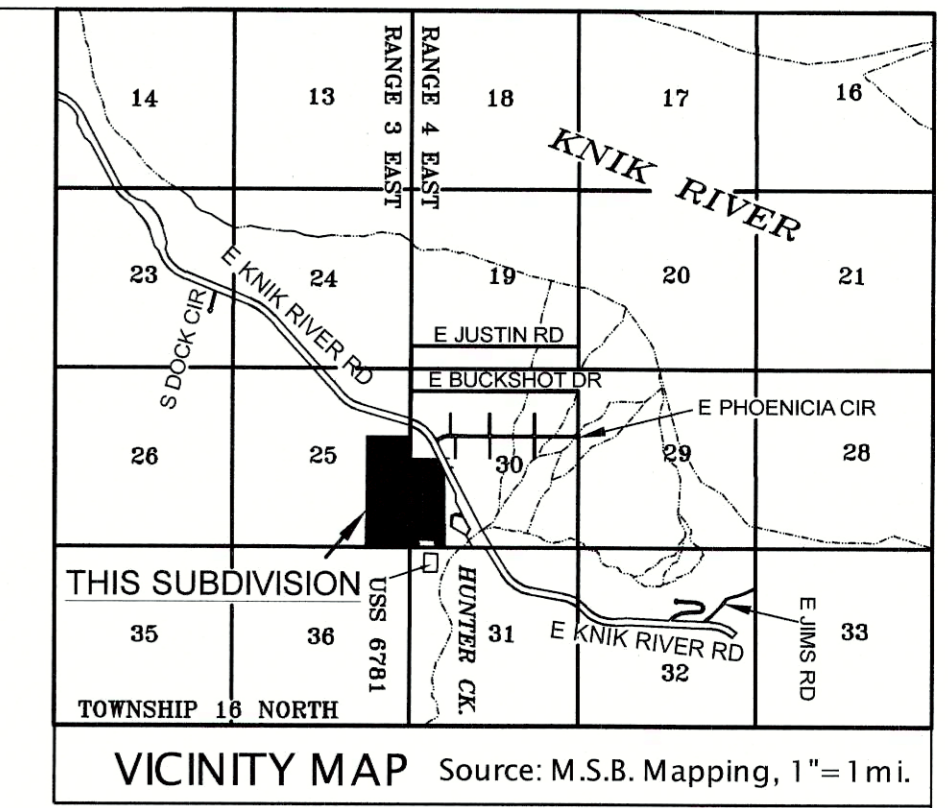 RANGE 3 EAST
RANGE 4 EAST
14
13
18
17
16
KNIK RIVER
23
24
19
20
21
E KNIK RIVER RD
S DOCK CIR
E JUSTIN RD
E BUCKSHOT DR
E PHOENICIA CIR
26
25
30
29
28
THIS SUBDIVISION
USS 6781
HUNTER CK.
35
36
31
E KNIK RIVER RD
32
E JIMS RD
33
TOWNSHIP 16 NORTH
VICINITY MAP Source: M.S.B. Mapping, 1"=1mi.